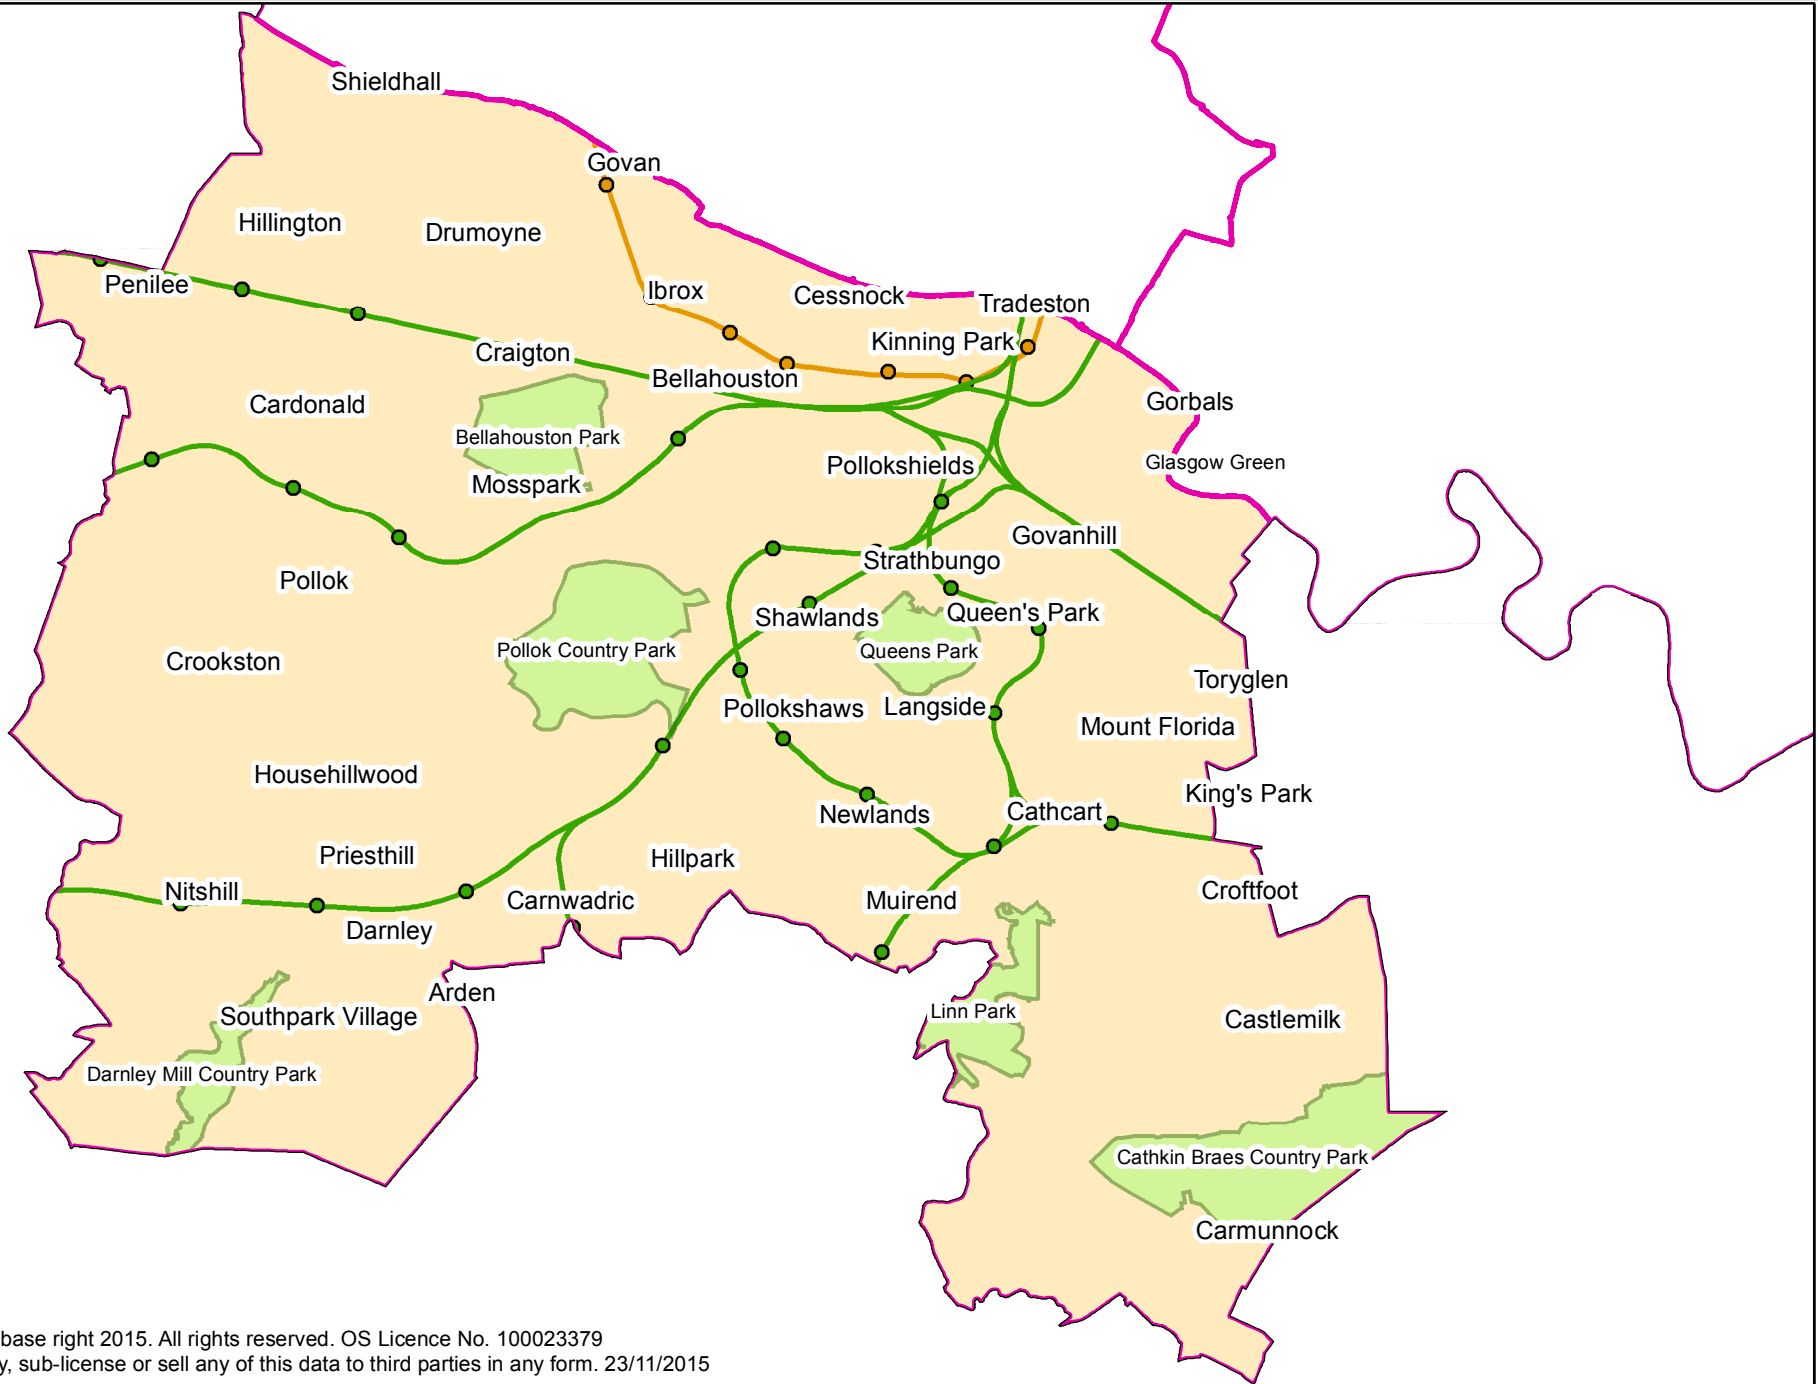 Shieldhall
Govan
Hillington
Drumoyne
Penilee
Ibrox
Cessnock
Tradeston
Kinning Park
Craigton
Bellahouston
Cardonald
Gorbals
Bellahouston Park
Glasgow Green
Pollokshields
Mosspark
Govanhill
Strathbungo
Pollok
Queen's Park
Shawlands
Pollok Country Park
Queens Park
Crookston
Toryglen
Pollokshaws
Langside
Mount Florida
Househillwood
King's Park
Newlands
Cathcart
Priesthill
Hillpark
Nitshill
Croftfoot
Carnwadric
Muirend
Darnley
Arden
Linn Park
Southpark Village
Castlemilk
Darnley Mill Country Park
Cathkin Braes Country Park
Carmunnock
base right 2015. All rights reserved. OS Licence No. 100023379
y, sub-license or sell any of this data to third parties in any form. 23/11/2015